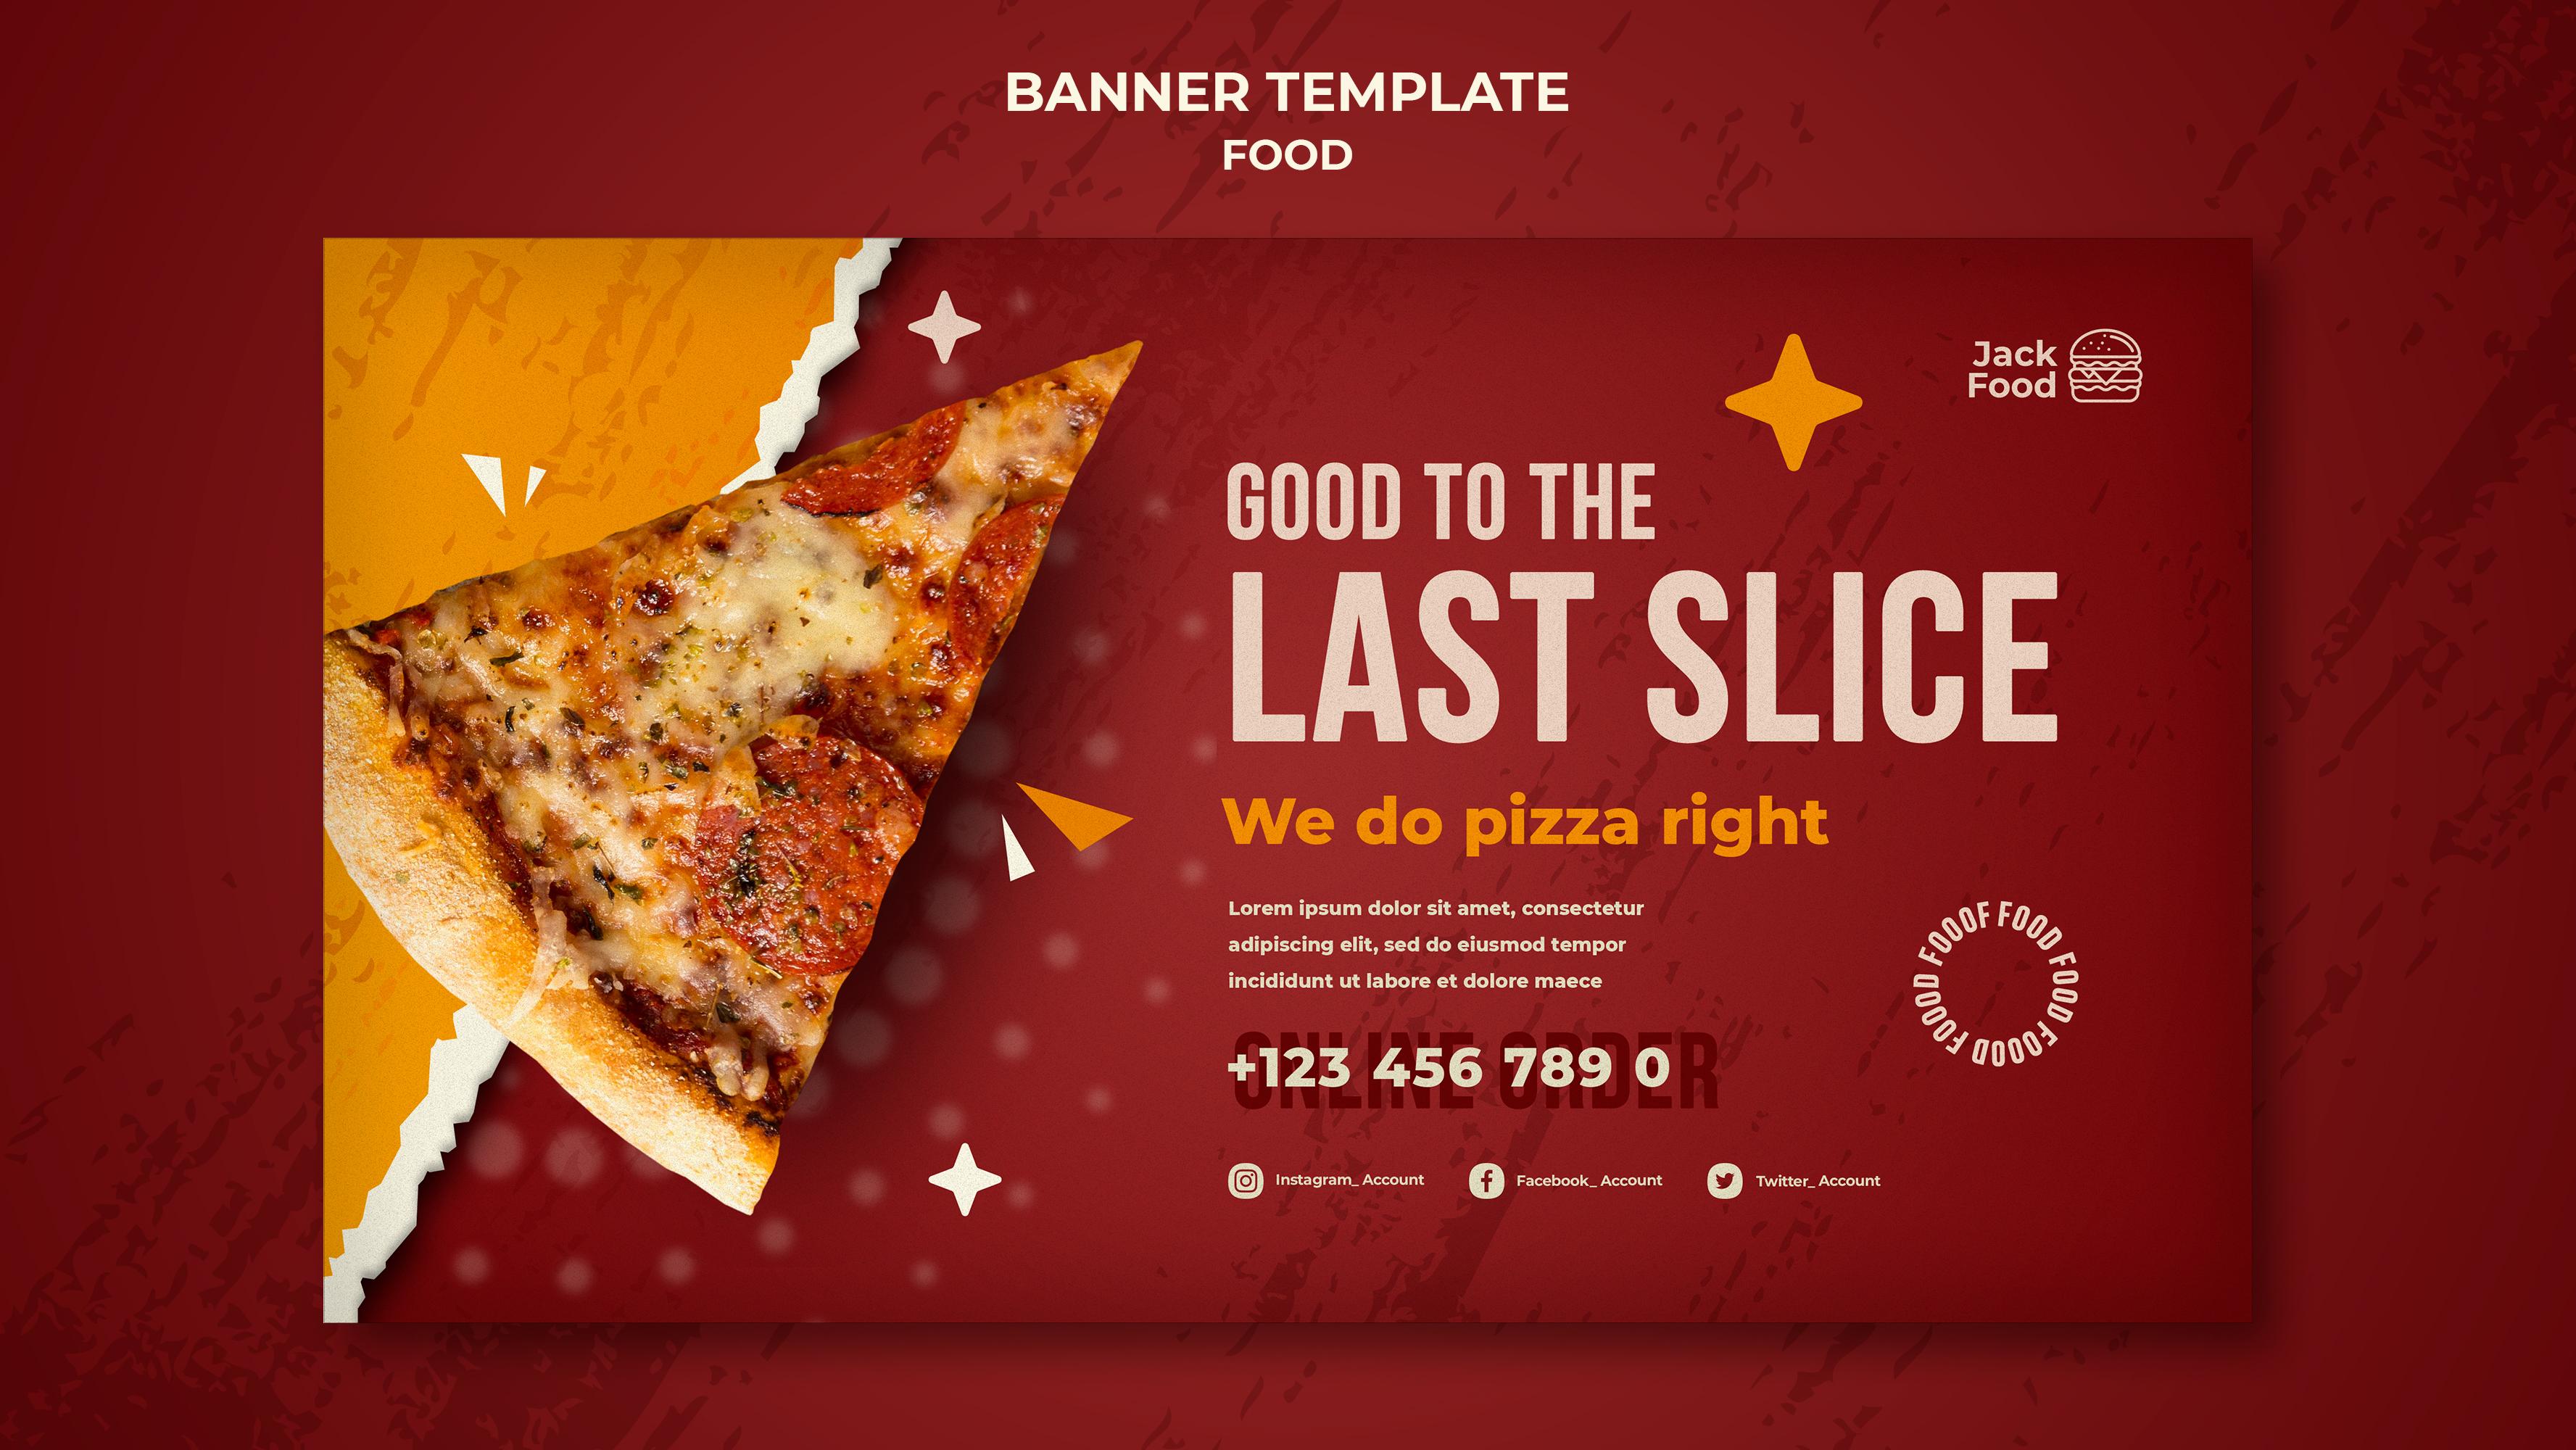 BANNER TEMPLATE
FOOD
Jack
Food
GOOD TO THE
LAST SLICE
We do pizza right
Lorem ipsum dolor sit amet, consectetur
adipiscing elit, sed do eiusmod tempor
incididunt ut labore et dolore maece
ONLINE ORDER
+123 456 789 0
FOOD FOOD FOOOD FOOOD FOOOF
Instagram_ Account
Facebook_ Account
Twitter_ Account